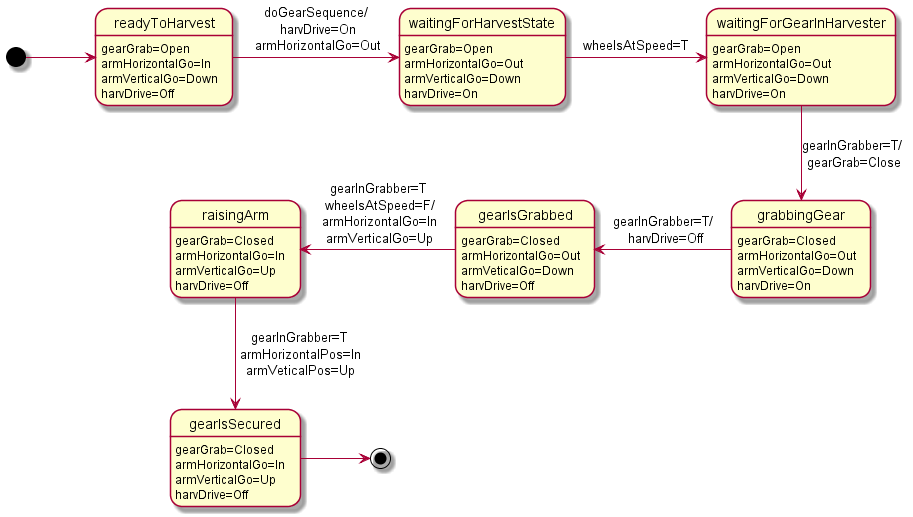 readyToHarvest
gearGrab=Open
armHorizontalGo=In
armVerticalGo=Down
harvDrive=Off
doGearSequence/
harvDrive=On
armHorizontalGo=Out
waitingForHarvestState
gearGrab=Open
armHorizontalGo=Out
armVerticalGo=Down
harvDrive=On
wheelsAtSpeed=T
waitingForGearInHarvester
gearGrab=Open
armHorizontalGo=Out
armVerticalGo=Down
harvDrive=On
gearInGrabber=T/
gearGrab=Close
grabbingGear
gearGrab=Closed
armHorizontalGo=Out
armVerticalGo=Down
harvDrive=On
gearInGrabber=T/
harvDrive=Off
gearIsGrabbed
gearGrab=Closed
armHorizontalGo=Out
armVeticalGo=Down
harvDrive=Off
gearInGrabber=T
wheelsAtSpeed=F/
armHorizontalGo=In
armVerticalGo=Up
raisingArm
gearGrab=Closed
armHorizontalGo=In
armVerticalGo=Up
harvDrive=Off
gearInGrabber=T
armHorizontalPos=In
armVeticalPos=Up
gearIsSecured
gearGrab=Closed
armHorizontalGo=In
armVerticalGo=Up
harvDrive=Off